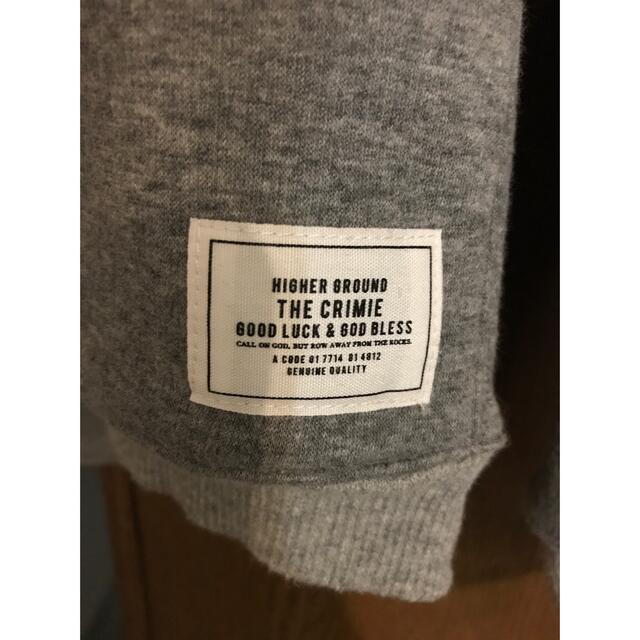 HIGHER GROUND
THE CRIMIE
GOOD LUCK & GOD BLESS
CALL ON GOD, BUT ROW AWAY FROM THE ROCKS.
A CODE 81 7714 81 4812
GENUINE QUALITY